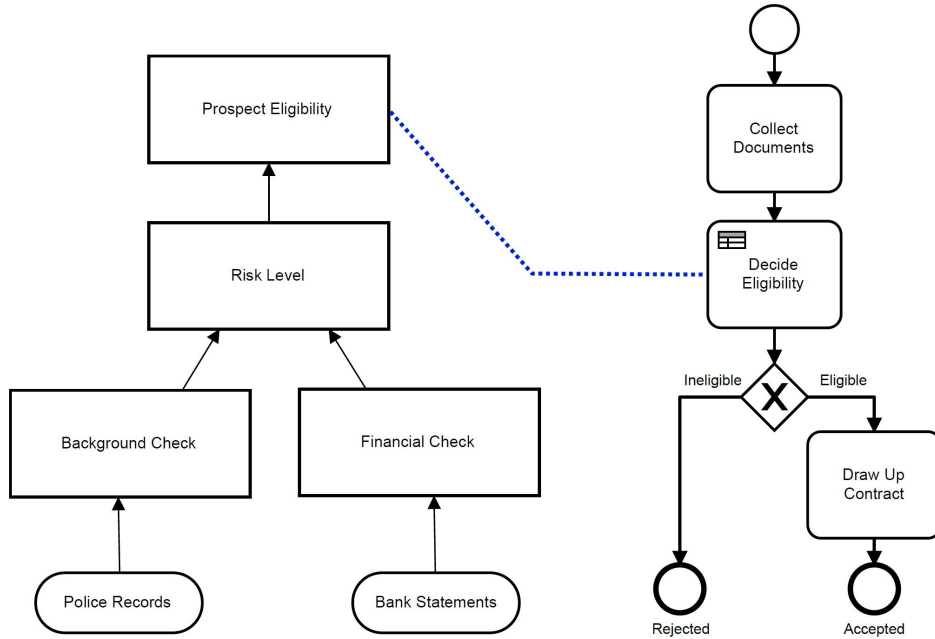 Prospect Eligibility
Risk Level
Background Check
Financial Check
Police Records
Bank Statements
Collect
Documents
Decide
Eligibility
Ineligible
Eligible
X
Draw Up
Contract
Rejected
Accepted